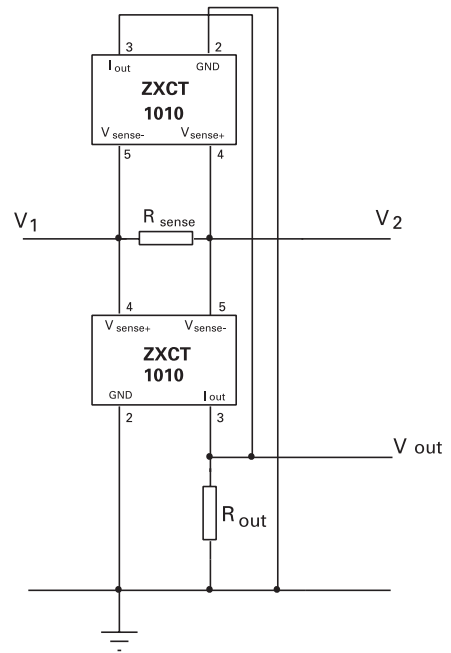 3 2
Iout GND
ZXCT
1010
Vsense- Vsense+
5 4
V1 Rsense V2
4 5
Vsense+ Vsense-
ZXCT
1010
GND Iout
2 3
V out
Rout